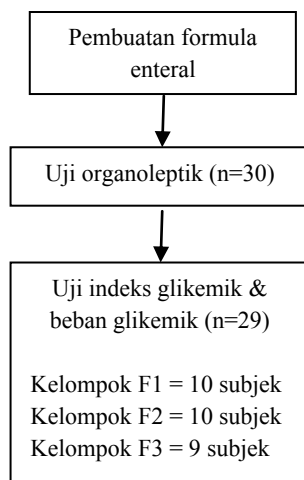 Pembuatan formula
enteral
Uji organoleptik (n=30)
Uji indeks glikemik &
beban glikemik (n=29)
Kelompok F1 = 10 subjek
Kelompok F2 = 10 subjek
Kelompok F3 = 9 subjek